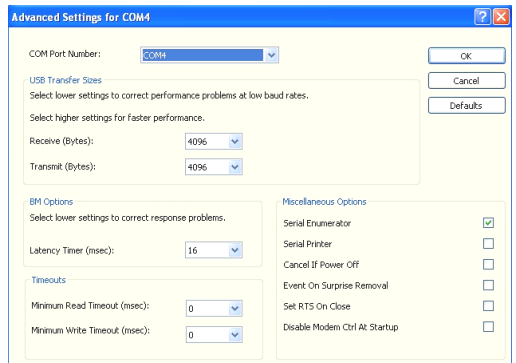 Advanced Settings for COM4
COM Port Number:
COM4
OK
Cancel
Defaults
USB Transfer Sizes
Select lower settings to correct performance problems at low baud rates.
Select higher settings for faster performance.
Receive (Bytes):
4096
Transmit (Bytes):
4096
BM Options
Select lower settings to correct response problems.
Latency Timer (msec):
16
Timeouts
Minimum Read Timeout (msec):
0
Minimum Write Timeout (msec):
0
Miscellaneous Options
Serial Enumerator
Serial Printer
Cancel If Power Off
Event On Surprise Removal
Set RTS On Close
Disable Modem Ctrl At Startup